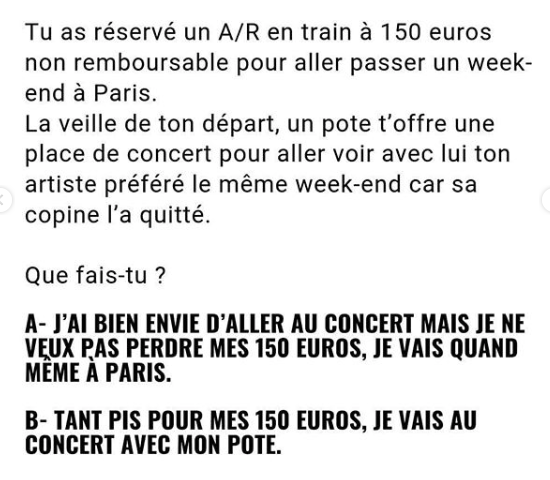 Tu as réservé un A/R en train à 150 euros
non remboursable pour aller passer un week-
end à Paris.
La veille de ton départ, un pote t'offre une
place de concert pour aller voir avec lui ton
artiste préféré le même week-end car sa
copine l'a quitté.
Que fais-tu ?
A- J'AI BIEN ENVIE D'ALLER AU CONCERT MAIS JE NE
VEUX PAS PERDRE MES 150 EUROS, JE VAIS QUAND
MÊME À PARIS.
B- TANT PIS POUR MES 150 EUROS, JE VAIS AU
CONCERT AVEC MON POTE.